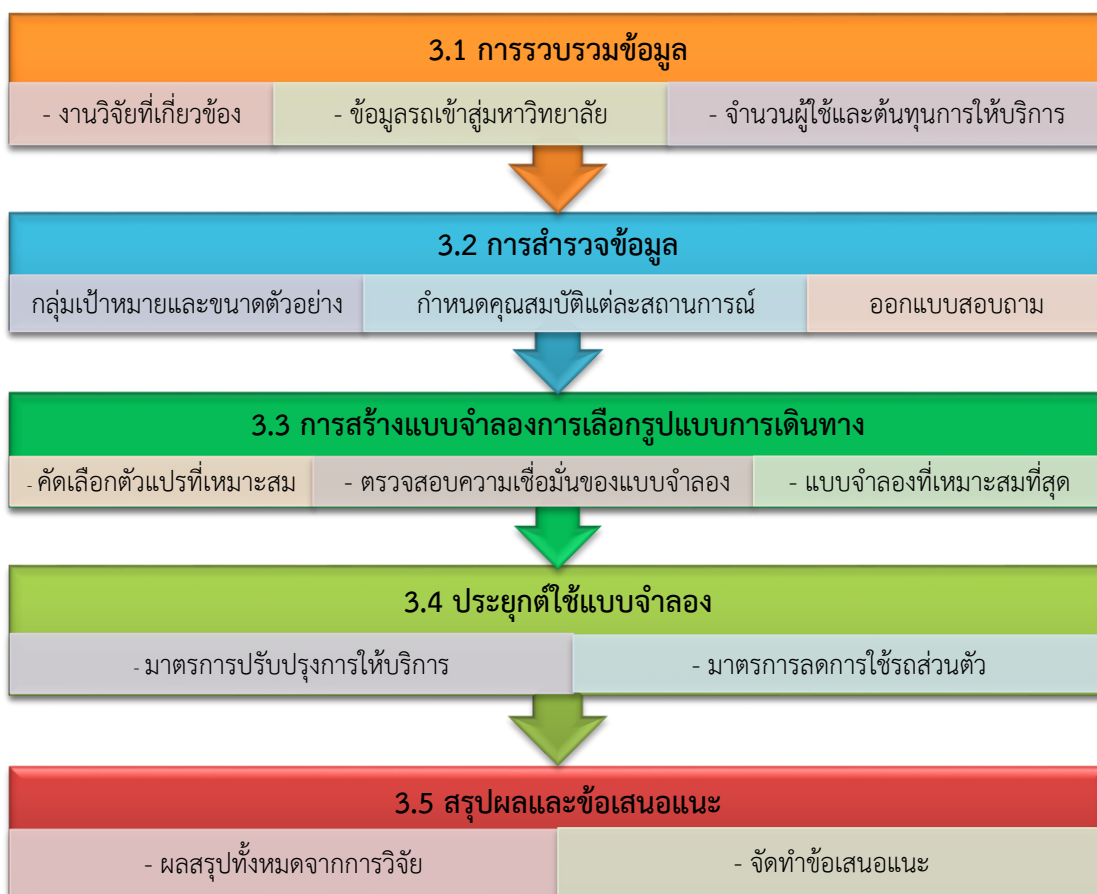 3.1 การรวบรวมข้อมูล
- งานวิจัยที่เกี่ยวข้อง
- ข้อมูลรถเข้าสู่มหาวิทยาลัย
- จำนวนผู้ใช้และต้นทุนการให้บริการ
3.2 การสำรวจข้อมูล
กลุ่มเป้าหมายและขนาดตัวอย่าง
กำหนดคุณสมบัติแต่ละสถานการณ์
ออกแบบสอบถาม
3.3 การสร้างแบบจำลองการเลือกรูปแบบการเดินทาง
- คัดเลือกตัวแปรที่เหมาะสม
- ตรวจสอบความเชื่อมั่นของแบบจำลอง
- แบบจำลองที่เหมาะสมที่สุด
3.4 ประยุกต์ใช้แบบจำลอง
- มาตรการปรับปรุงการให้บริการ
- มาตรการลดการใช้รถส่วนตัว
3.5 สรุปผลและข้อเสนอแนะ
- ผลสรุปทั้งหมดจากการวิจัย
- จัดทำข้อเสนอแนะ